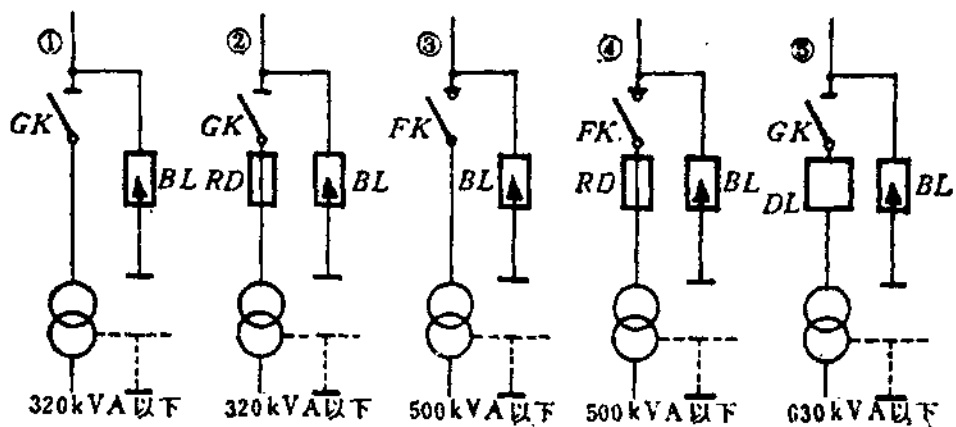 ① ② ③ ④ ⑤
GK GK FK FK. GK
BL RD BL BL RD BL DL BL
320kVA以下 320kVA以下 500kVA以下 500kVA以下 630kVA以下